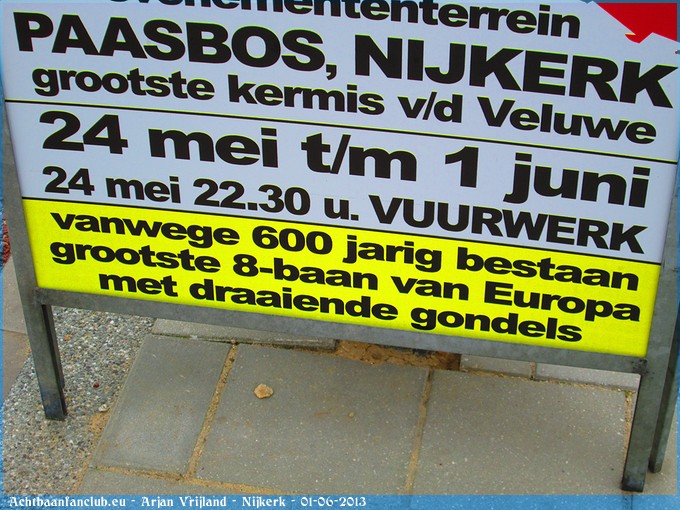 evenemententerrein
PAASBOS, NIJKERK
grootste kermis v/d Veluwe
24 mei t/m 1 juni
24 mei 22.30 u. VUURWERK
vanwege 600 jarig bestaan
grootste 8-baan van Europa
met draaiende gondels
Achtbaanfanclub.eu - Arjan Vrijland - Nijkerk - 01-06-2013